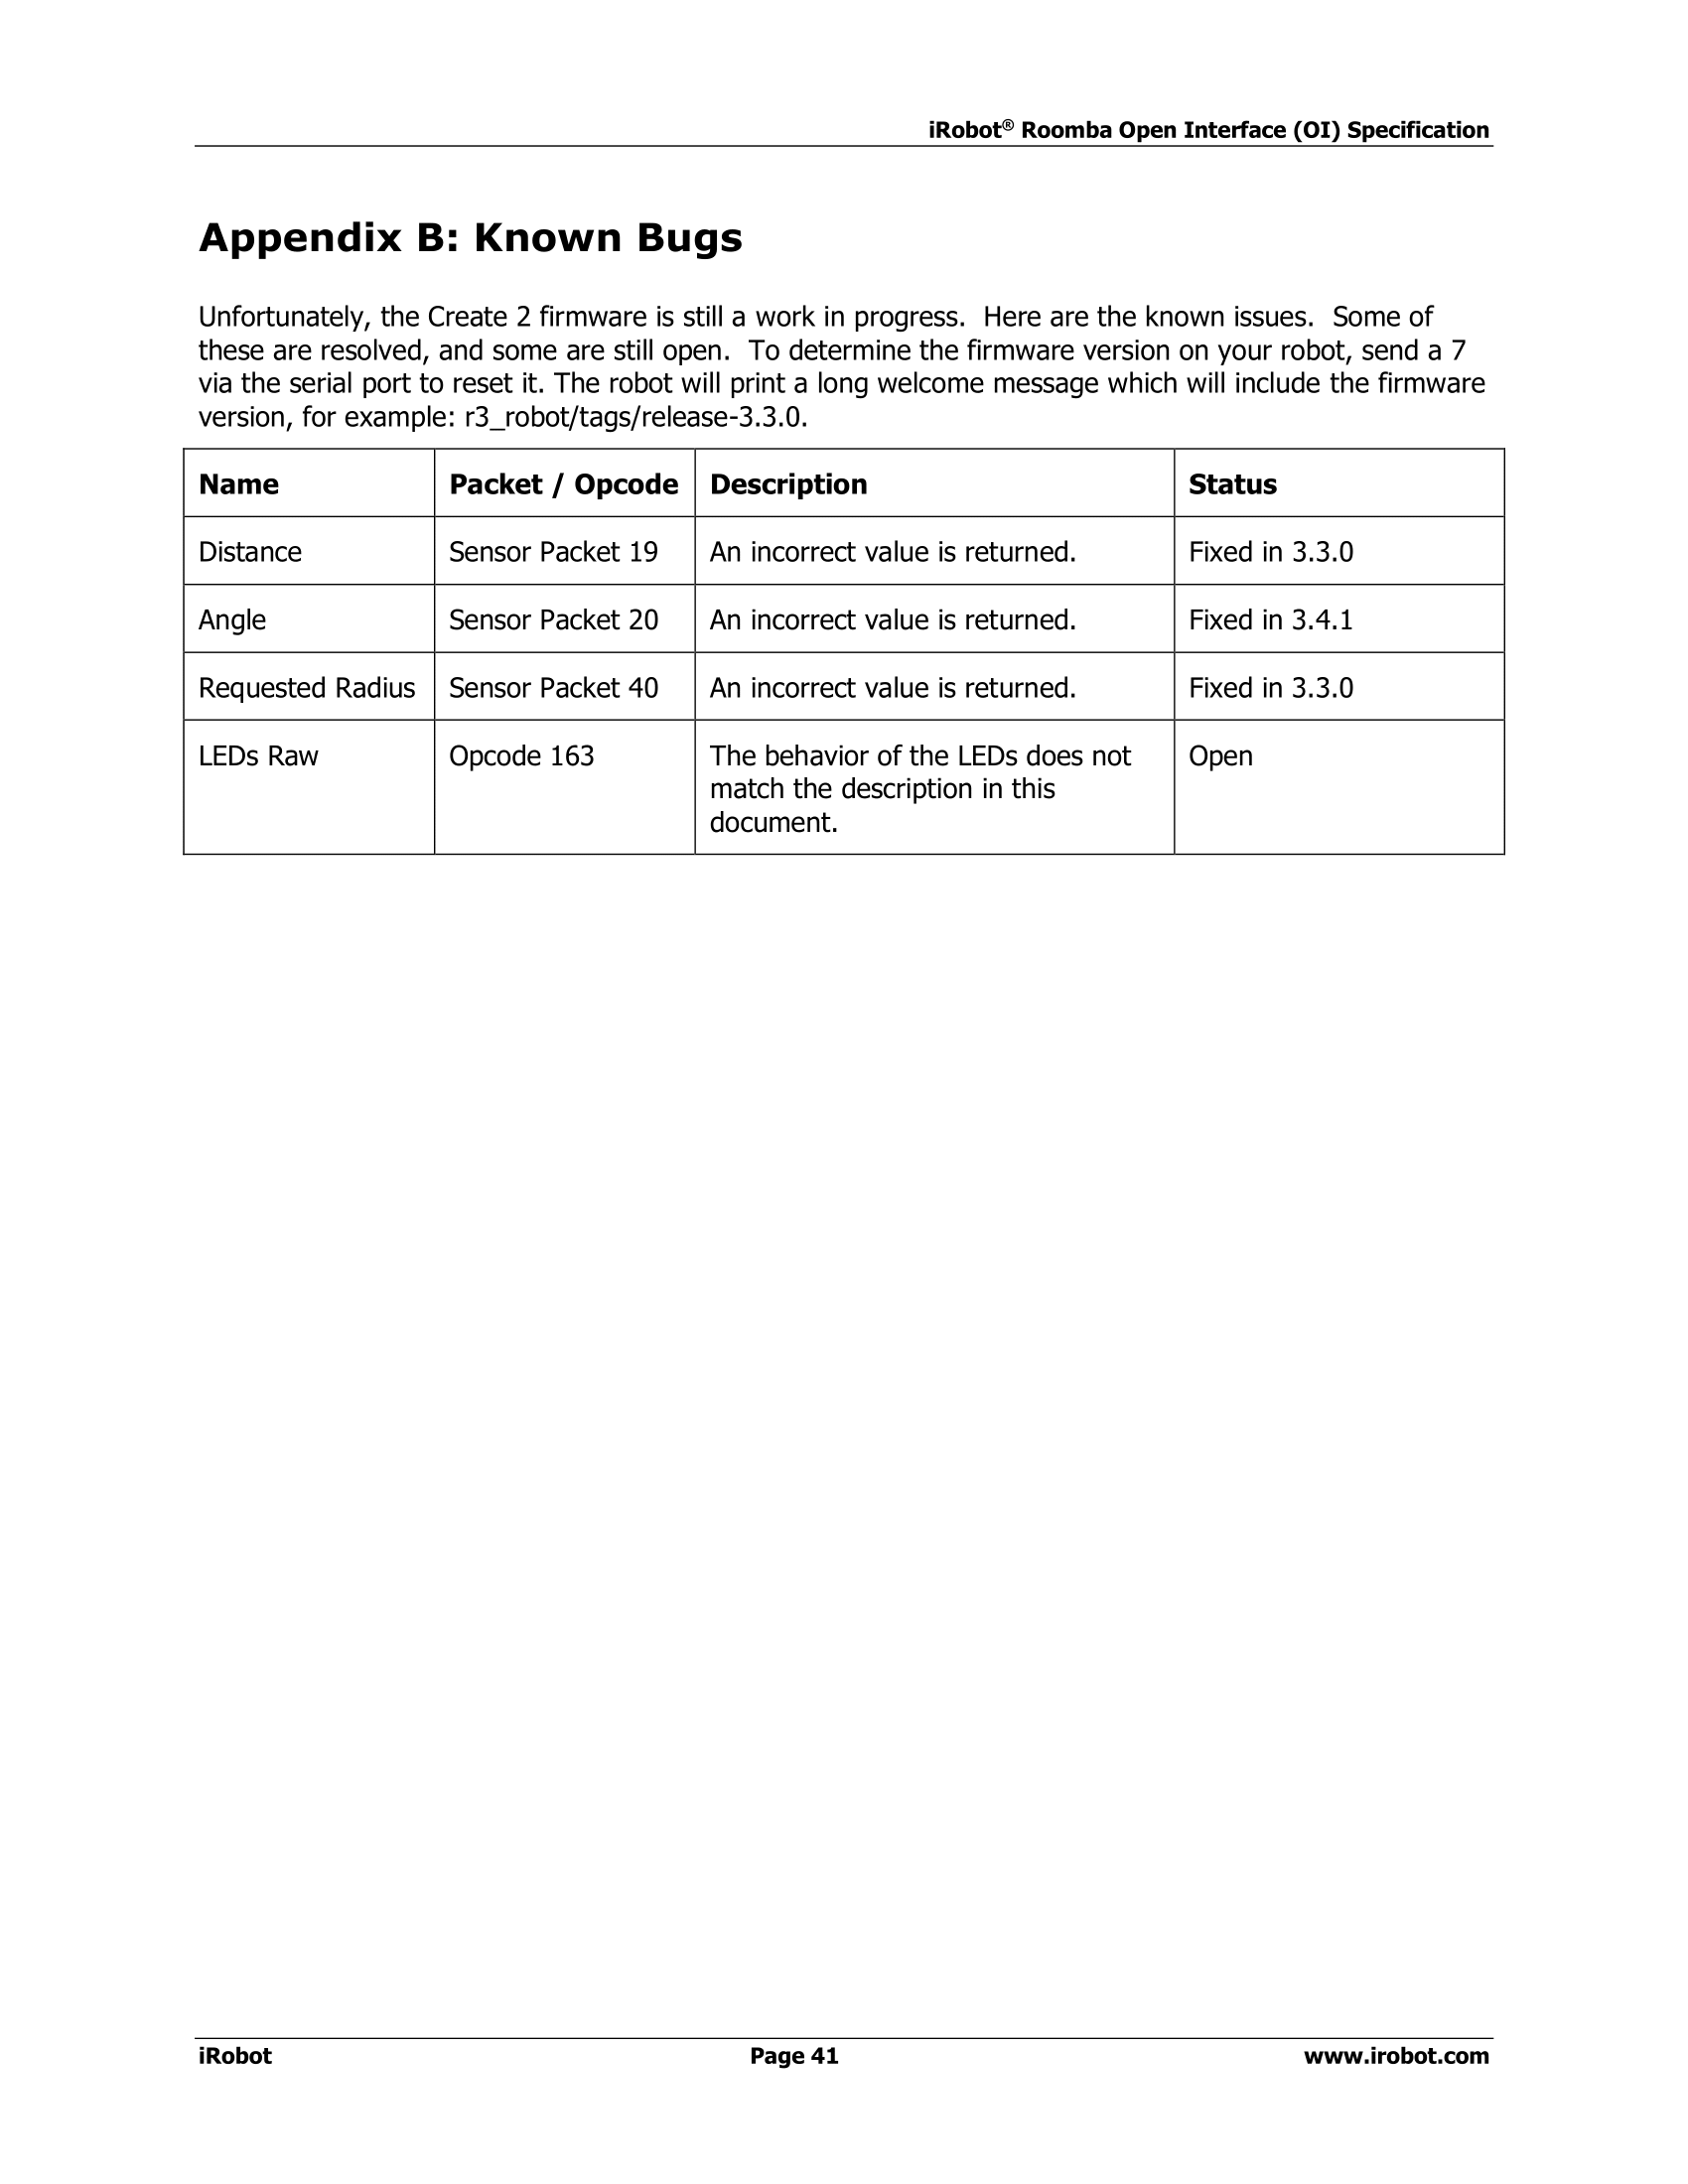 iRobot® Roomba Open Interface (OI) Specification
Appendix B: Known Bugs
Unfortunately, the Create 2 firmware is still a work in progress.  Here are the known issues.  Some of
these are resolved, and some are still open.  To determine the firmware version on your robot, send a 7
via the serial port to reset it. The robot will print a long welcome message which will include the firmware
version, for example: r3_robot/tags/release-3.3.0.
Name Packet / Opcode Description Status
Distance Sensor Packet 19 An incorrect value is returned. Fixed in 3.3.0
Angle Sensor Packet 20 An incorrect value is returned. Fixed in 3.4.1
Requested Radius Sensor Packet 40 An incorrect value is returned. Fixed in 3.3.0
LEDs Raw Opcode 163 The behavior of the LEDs does not Open
match the description in this
document.
iRobot Page 41 www.irobot.com